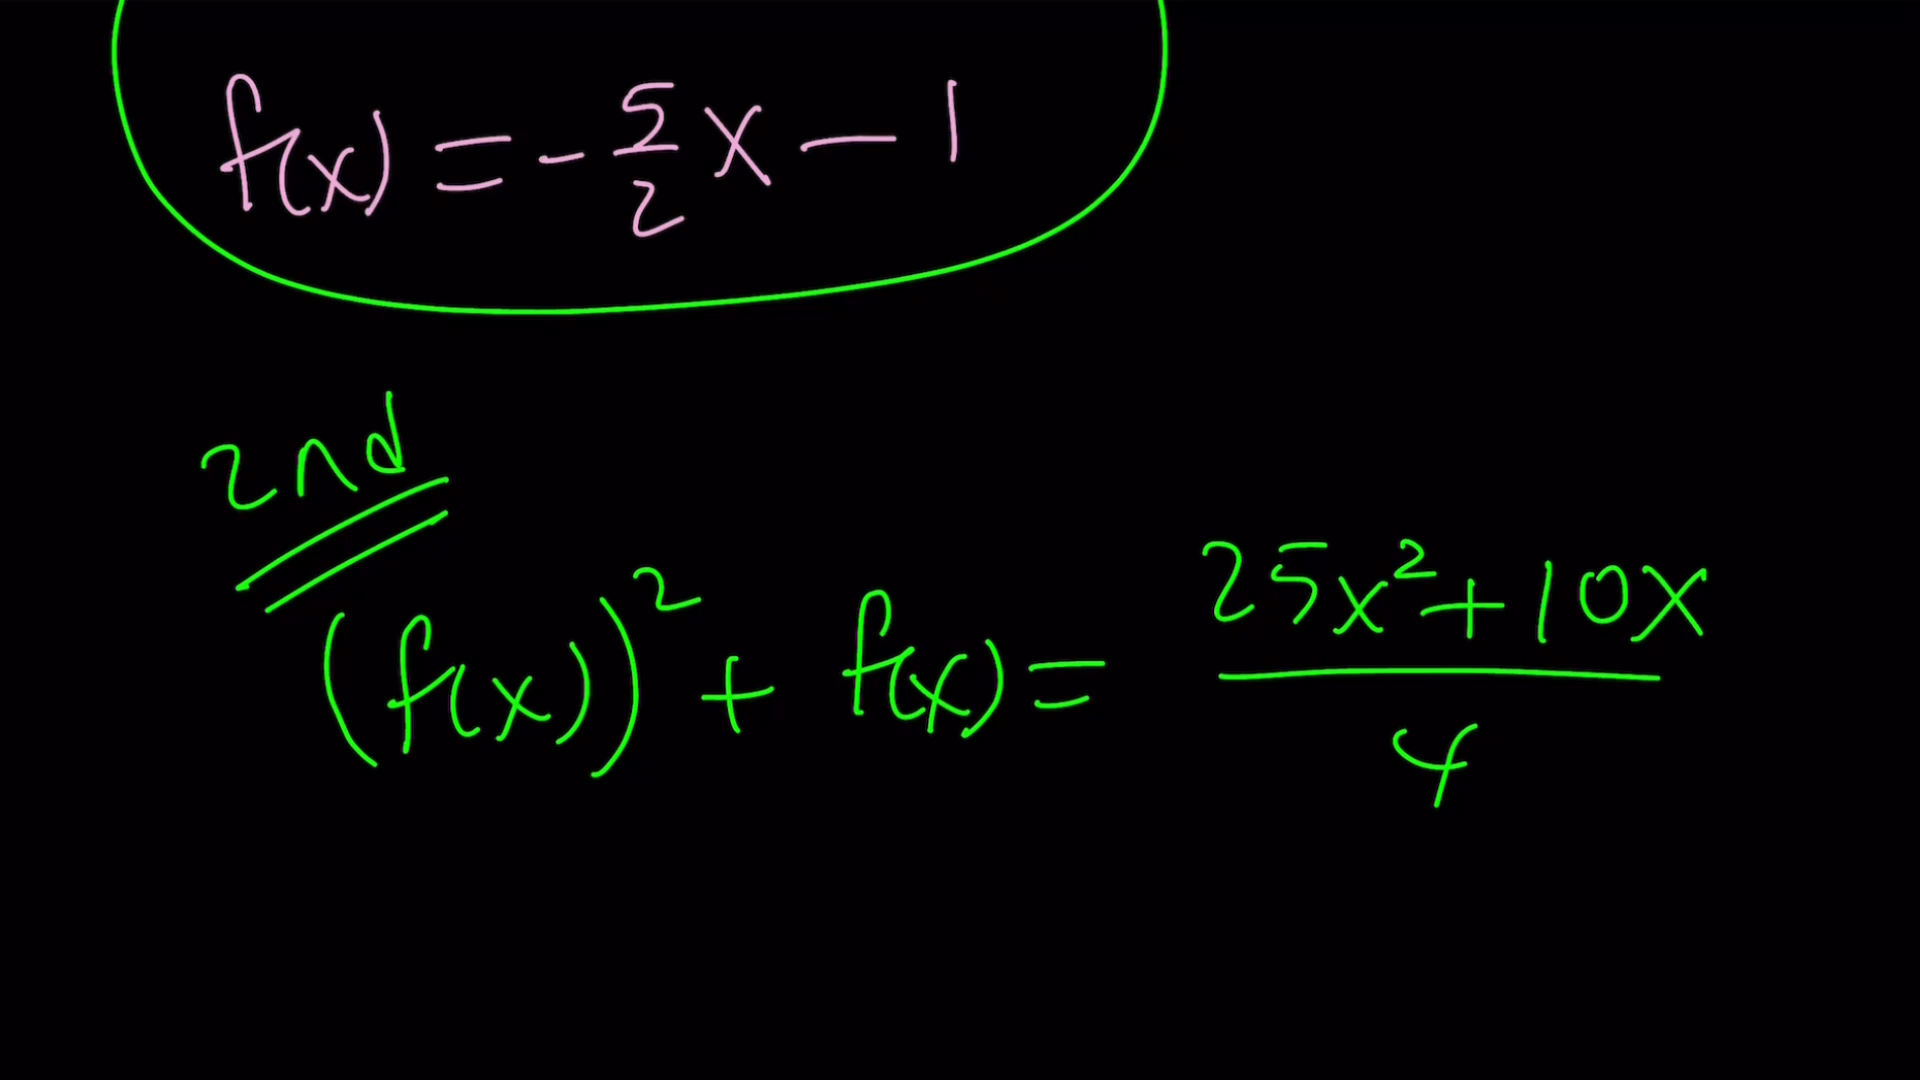 f(x) = - 5/2 x - 1
2nd
(f(x))² + f(x) = (25x² + 10x)/4